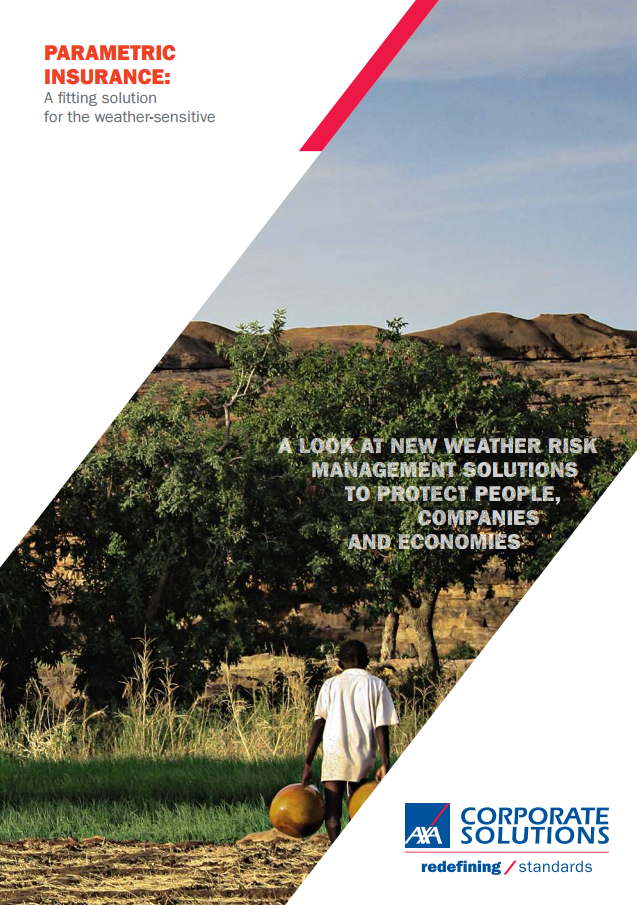 PARAMETRIC
INSURANCE:
A fitting solution
for the weather-sensitive
A LOOK AT NEW WEATHER RISK
MANAGEMENT SOLUTIONS
TO PROTECT PEOPLE,
COMPANIES
AND ECONOMIES
AXA
CORPORATE
SOLUTIONS
redefining / standards